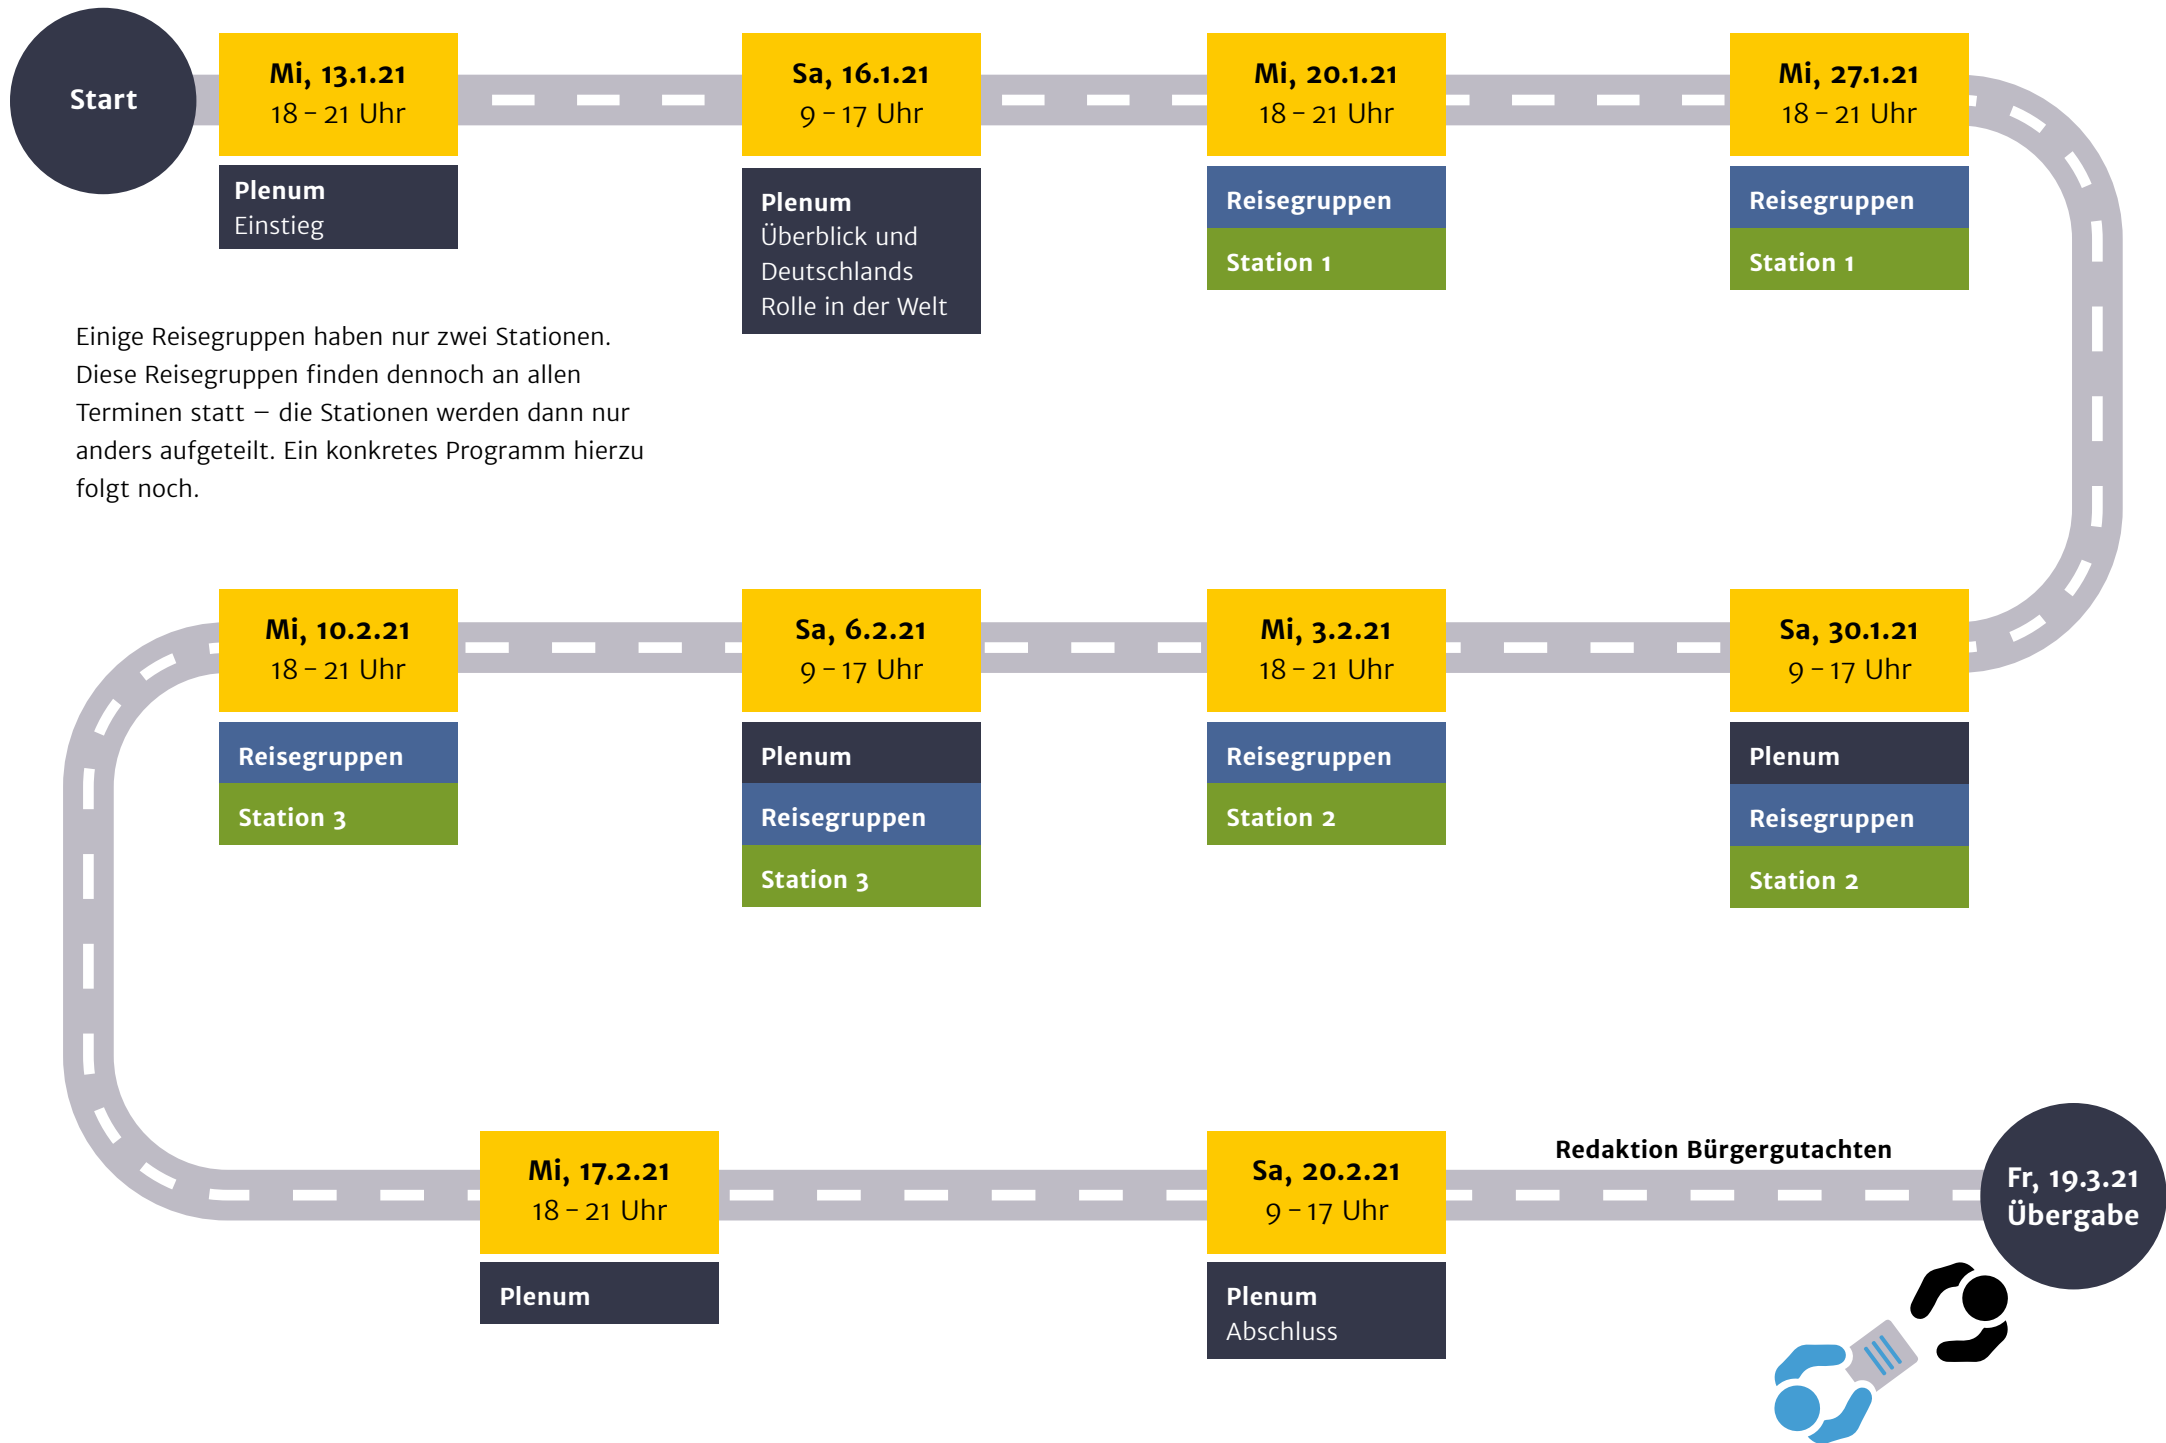 Start
Mi, 13.1.21
18 – 21 Uhr
Plenum
Einstieg
Sa, 16.1.21
9 – 17 Uhr
Plenum
Überblick und
Deutschlands
Rolle in der Welt
Mi, 20.1.21
18 – 21 Uhr
Reisegruppen
Station 1
Mi, 27.1.21
18 – 21 Uhr
Reisegruppen
Station 1
Einige Reisegruppen haben nur zwei Stationen.
Diese Reisegruppen finden dennoch an allen
Terminen statt – die Stationen werden dann nur
anders aufgeteilt. Ein konkretes Programm hierzu
folgt noch.
Sa, 30.1.21
9 – 17 Uhr
Plenum
Reisegruppen
Station 2
Mi, 3.2.21
18 – 21 Uhr
Reisegruppen
Station 2
Sa, 6.2.21
9 – 17 Uhr
Plenum
Reisegruppen
Station 3
Mi, 10.2.21
18 – 21 Uhr
Reisegruppen
Station 3
Mi, 17.2.21
18 – 21 Uhr
Plenum
Sa, 20.2.21
9 – 17 Uhr
Plenum
Abschluss
Redaktion Bürgergutachten
Fr, 19.3.21
Übergabe